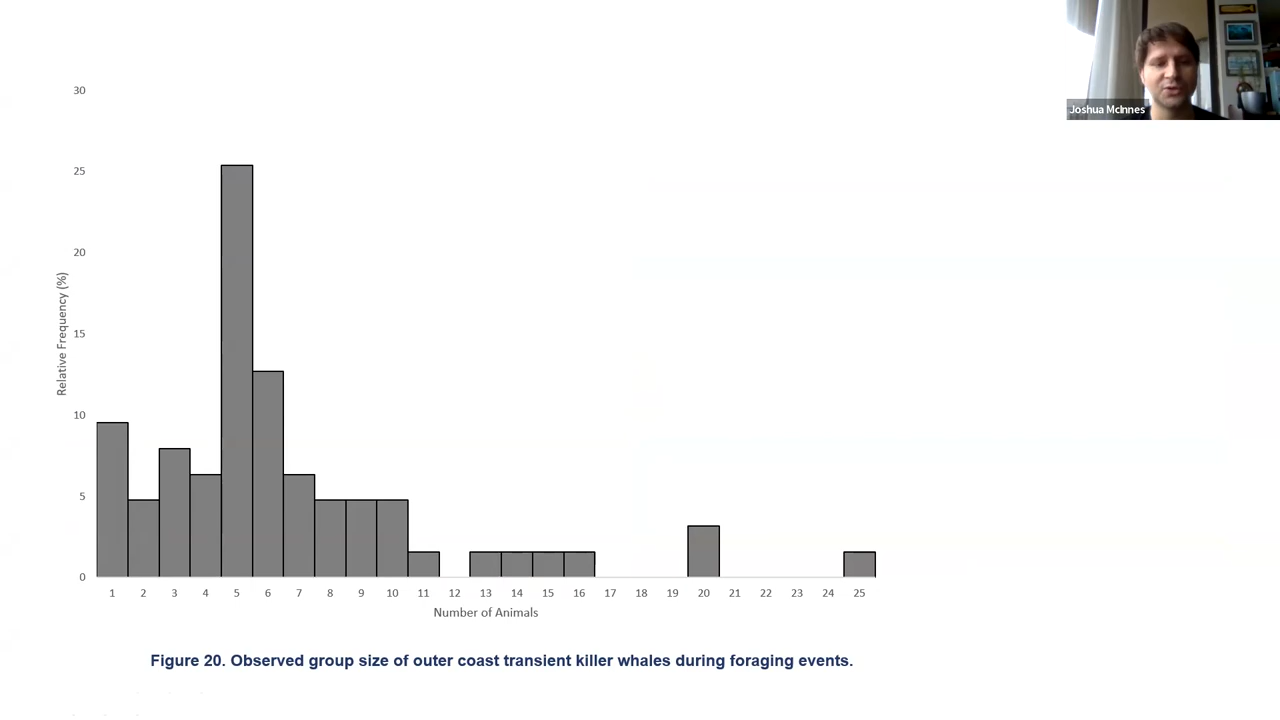 Joshua McInnes
30
25
20
15
10
5
0
Relative Frequency (%)
1 2 3 4 5 6 7 8 9 10 11 12 13 14 15 16 17 18 19 20 21 22 23 24 25
Number of Animals
Figure 20. Observed group size of outer coast transient killer whales during foraging events.